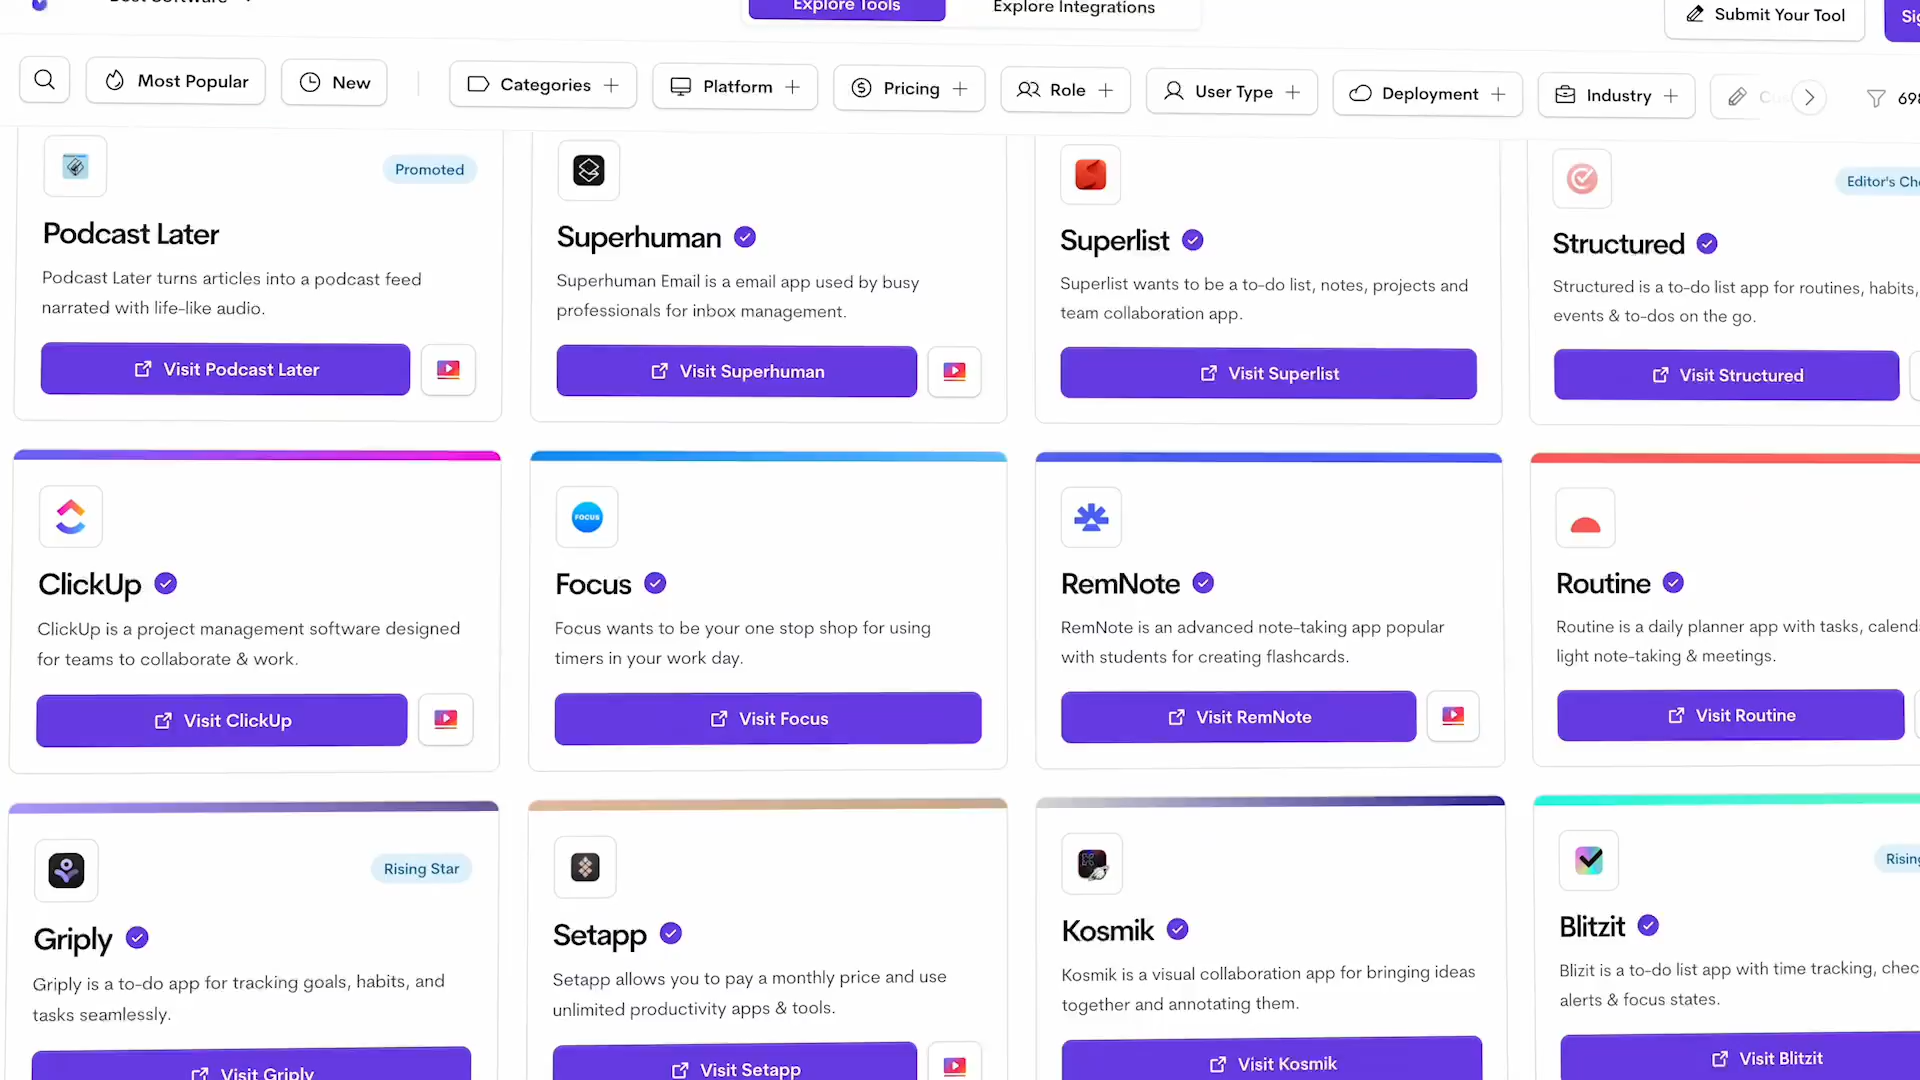 Best Software
Explore Tools
Explore Integrations
Submit Your Tool
Most Popular
New
Categories
Platform
Pricing
Role
User Type
Deployment
Industry
Promoted
Podcast Later
Podcast Later turns articles into a podcast feed
narrated with life-like audio.
Visit Podcast Later
Superhuman
Superhuman Email is a email app used by busy
professionals for inbox management.
Visit Superhuman
Superlist
Superlist wants to be a to-do list, notes, projects and
team collaboration app.
Visit Superlist
Editor's
Structured
Structured is a to-do list app for routines, habits,
events & to-dos on the go.
Visit Structured
ClickUp
ClickUp is a project management software designed
for teams to collaborate & work.
Visit ClickUp
FOCUS
Focus
Focus wants to be your one stop shop for using
timers in your work day.
Visit Focus
RemNote
RemNote is an advanced note-taking app popular
with students for creating flashcards.
Visit RemNote
Routine
Routine is a daily planner app with tasks,
light note-taking & meetings.
Visit Routine
Rising Star
Griply
Griply is a to-do app for tracking goals, habits, and
tasks seamlessly.
Visit Griply
Setapp
Setapp allows you to pay a monthly price and use
unlimited productivity apps & tools.
Visit Setapp
Kosmik
Kosmik is a visual collaboration app for bringing ideas
together and annotating them.
Visit Kosmik
Rising
Blitzit
Blizit is a to-do list app with time tracking,
alerts & focus states.
Visit Blitzit